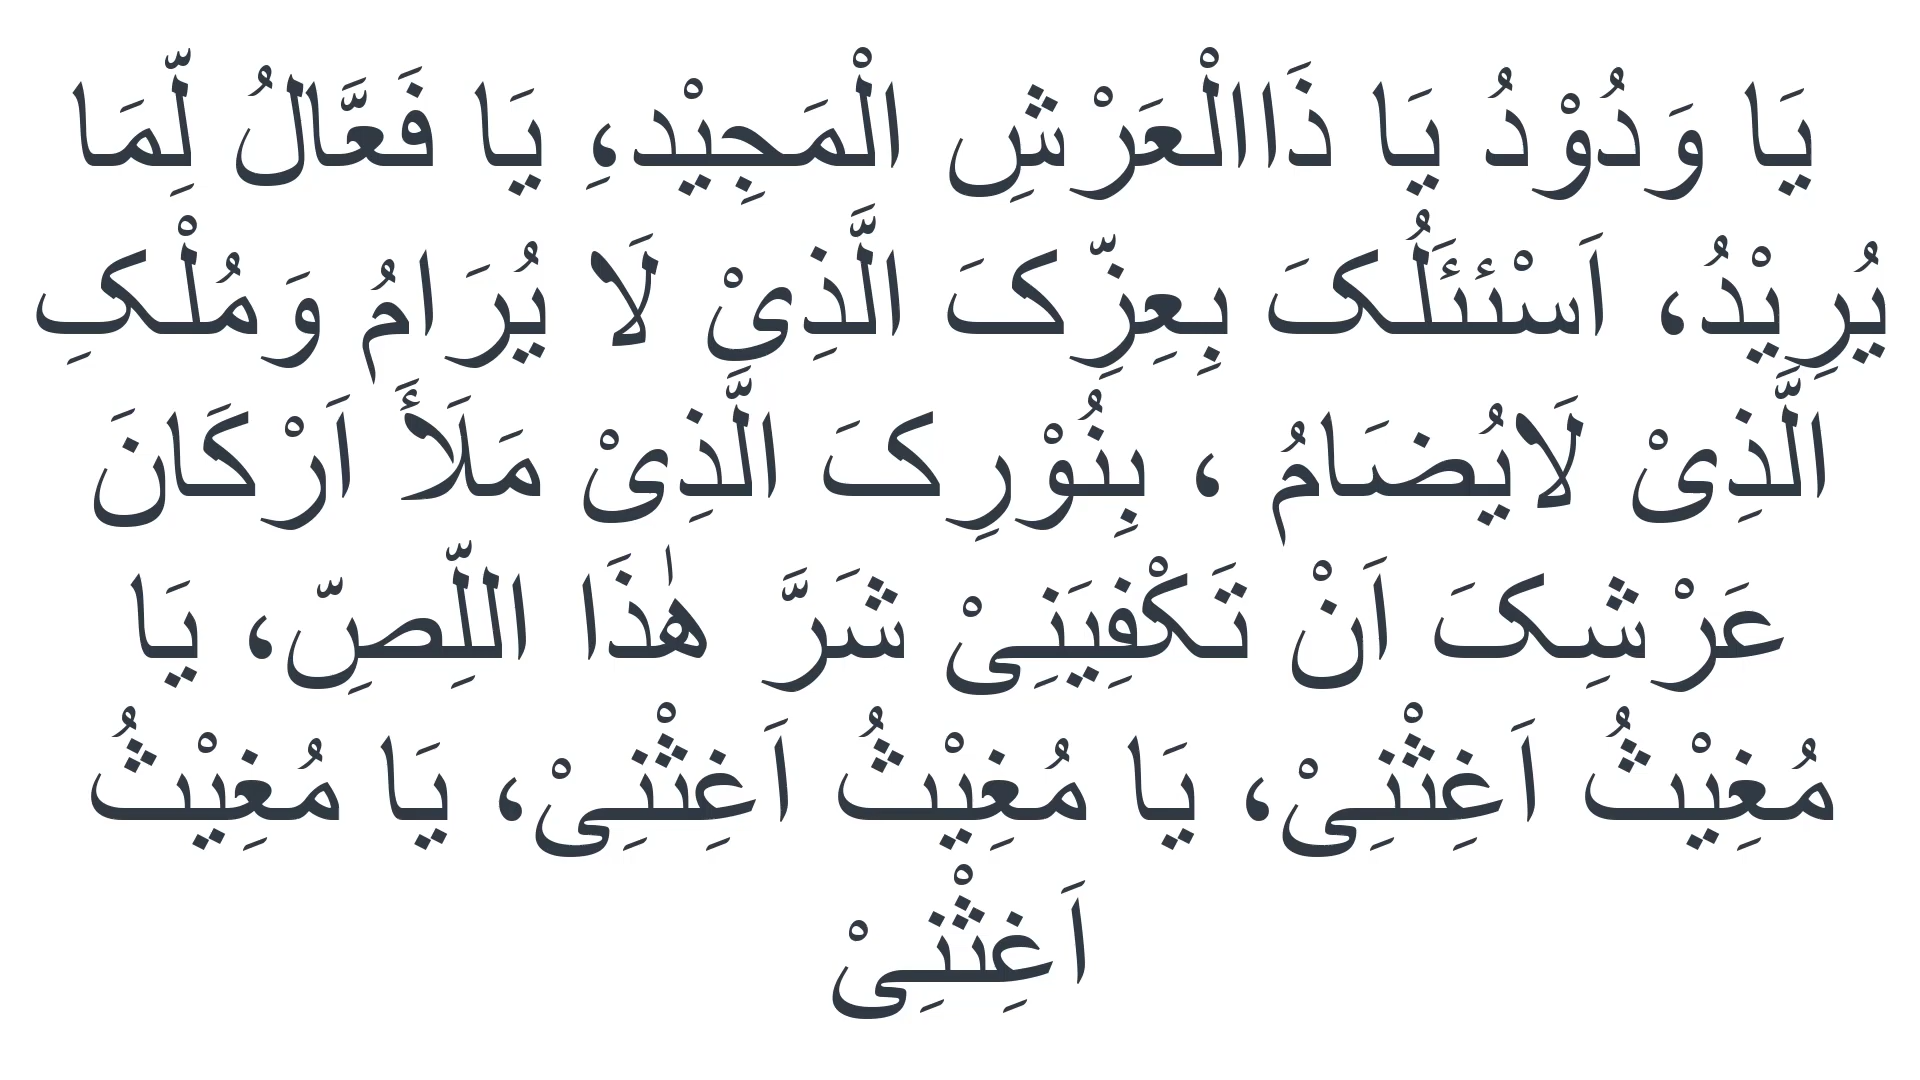 يَا وَدُوْدُ يَا ذَاالْعَرْشِ الْمَجِيْدِ، يَا فَعَّالُ لِّمَا
يُرِيْدُ، اَسْئَئَلُکَ بِعِزِّکَ الَّذِیْ لَا يُرَامُ وَمُلْکِ
الَّذِیْ لَايُضَامُ ، بِنُوْرِکَ الَّذِیْ مَلَأَ اَرْكَانَ
عَرْشِکَ اَنْ تَكْفِيَنِیْ شَرَّ هٰذَا اللِّصِّ، يَا
مُغِيْثُ اَغِثْنِیْ، يَا مُغِيْثُ اَغِثْنِیْ، يَا مُغِيْثُ
اَغِثْنِیْ